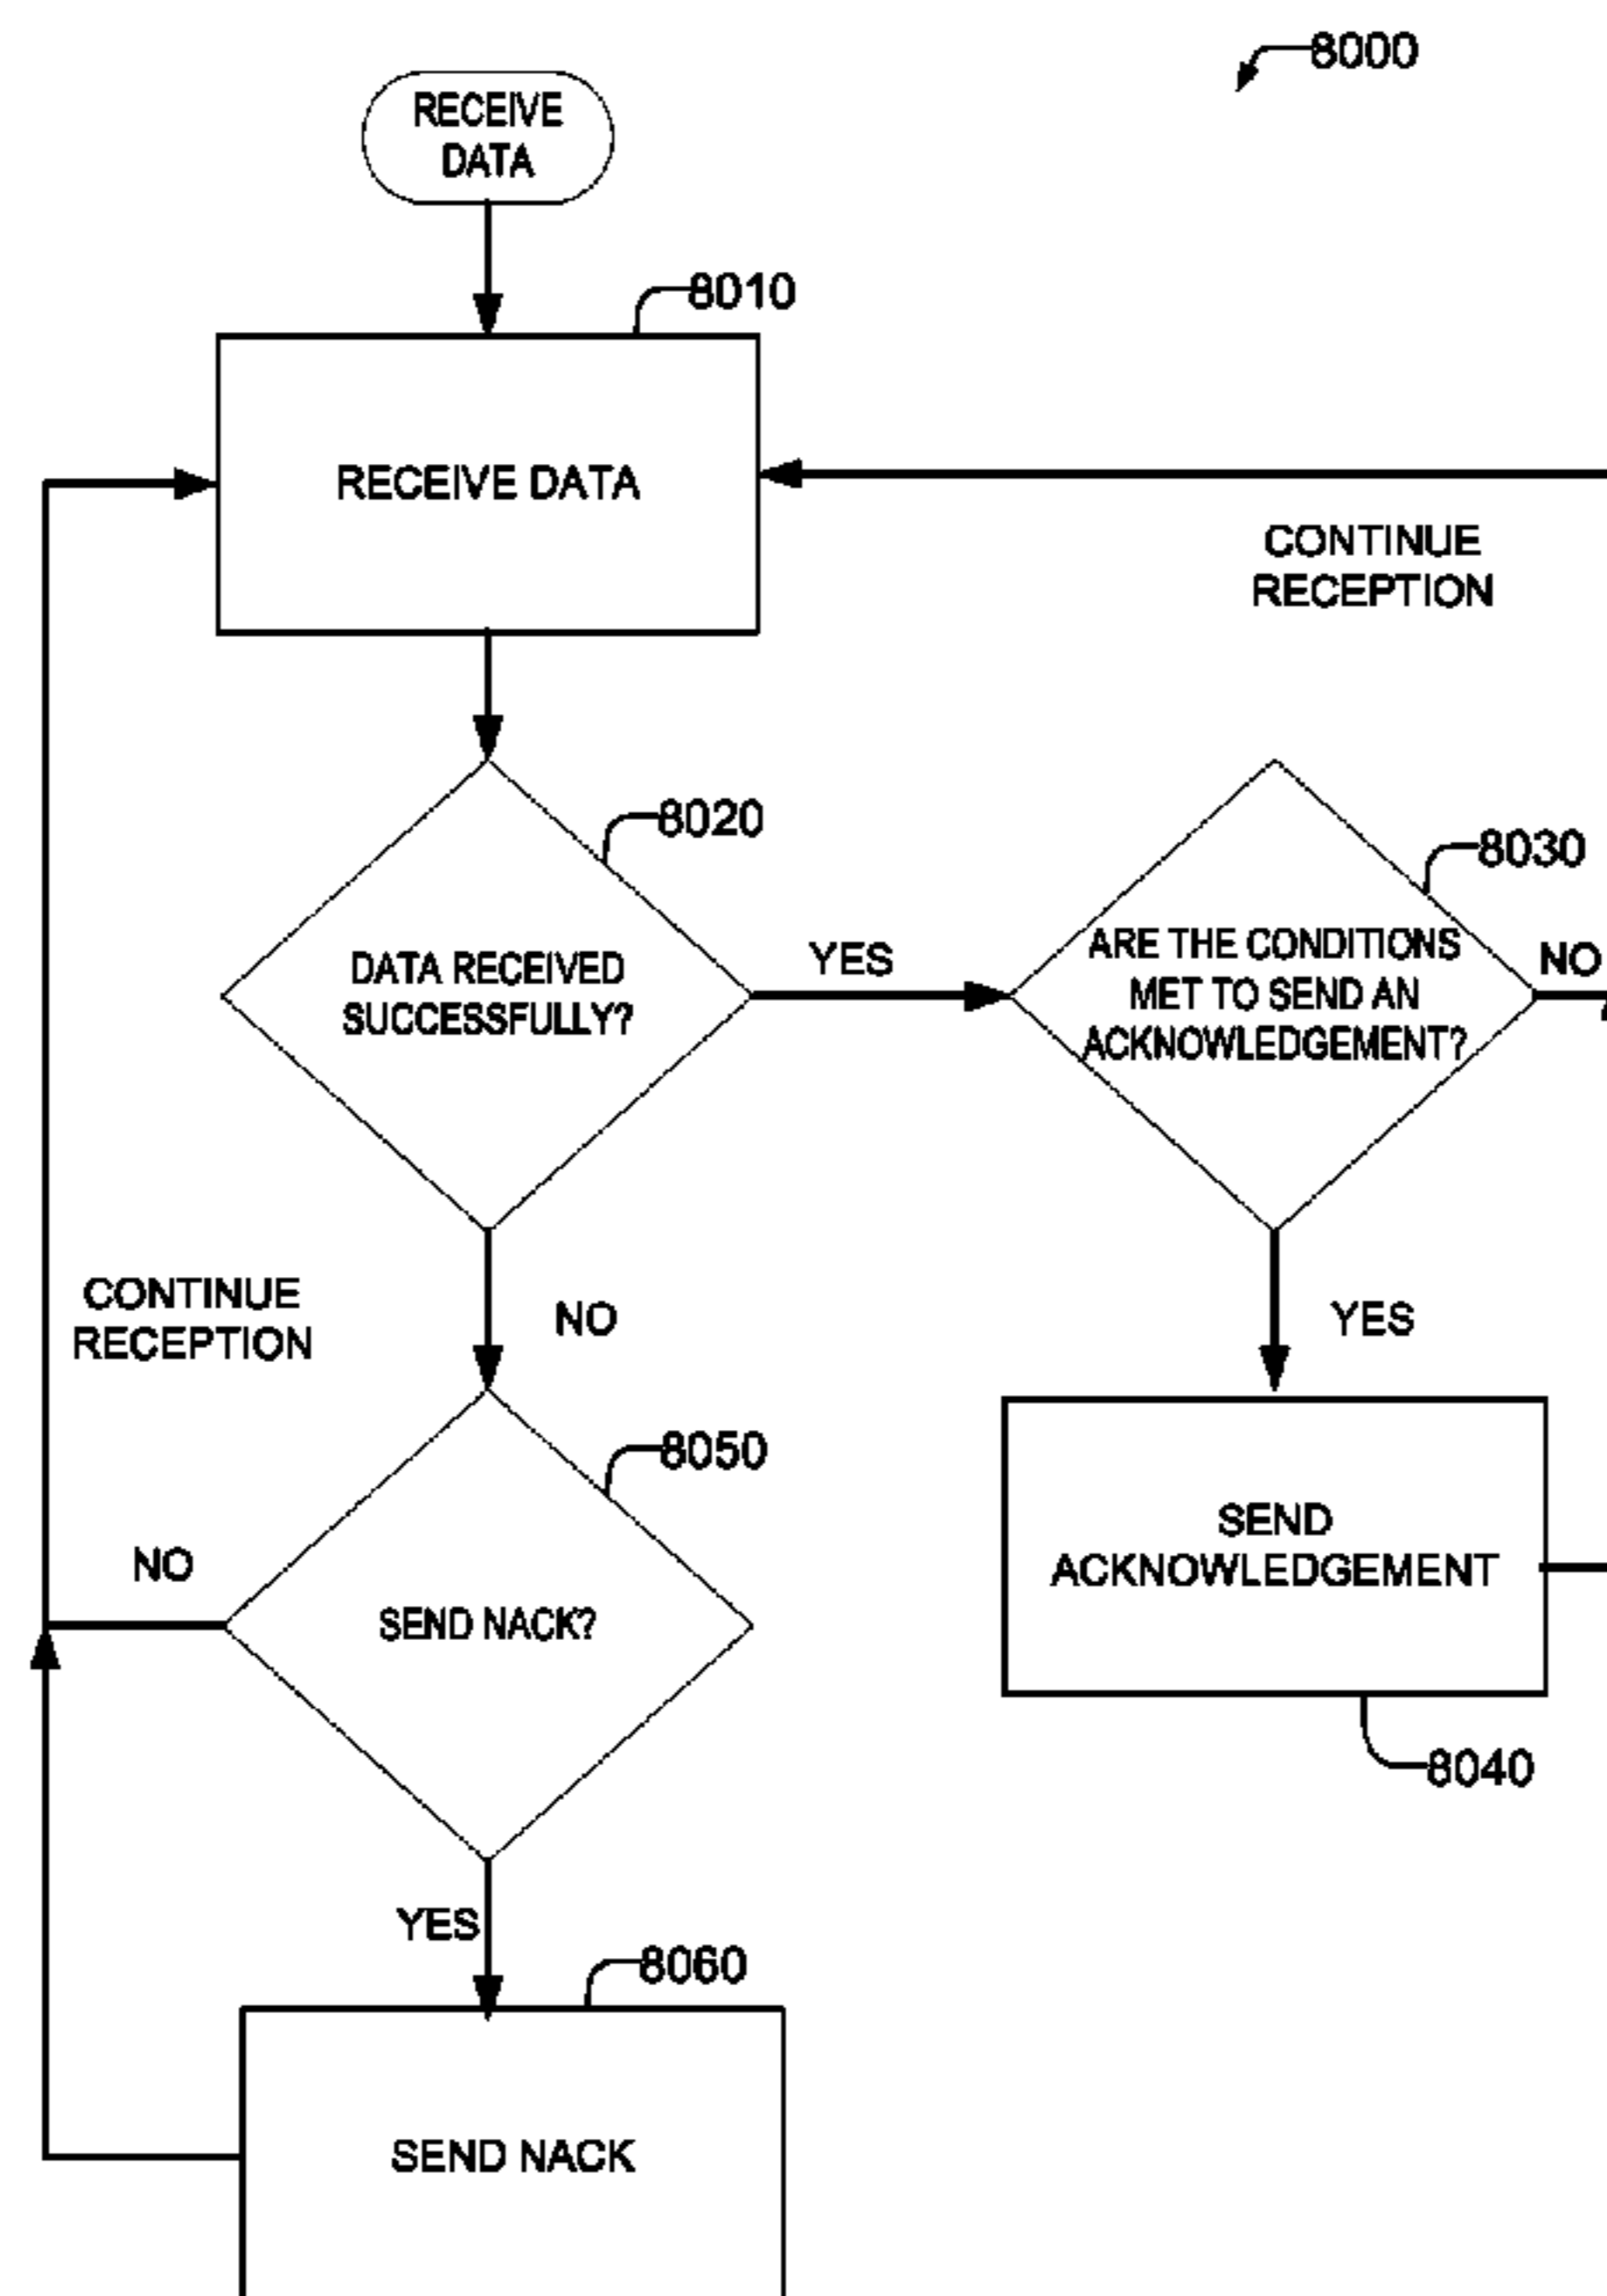 8000
RECEIVE
DATA
8010
RECEIVE DATA
CONTINUE
RECEPTION
8020
8030
DATA RECEIVED
SUCCESSFULLY?
YES
ARE THE CONDITIONS
MET TO SEND AN
ACKNOWLEDGEMENT?
NO
CONTINUE
RECEPTION
NO
YES
8050
SEND
ACKNOWLEDGEMENT
NO
SEND NACK?
8040
YES
8060
SEND NACK